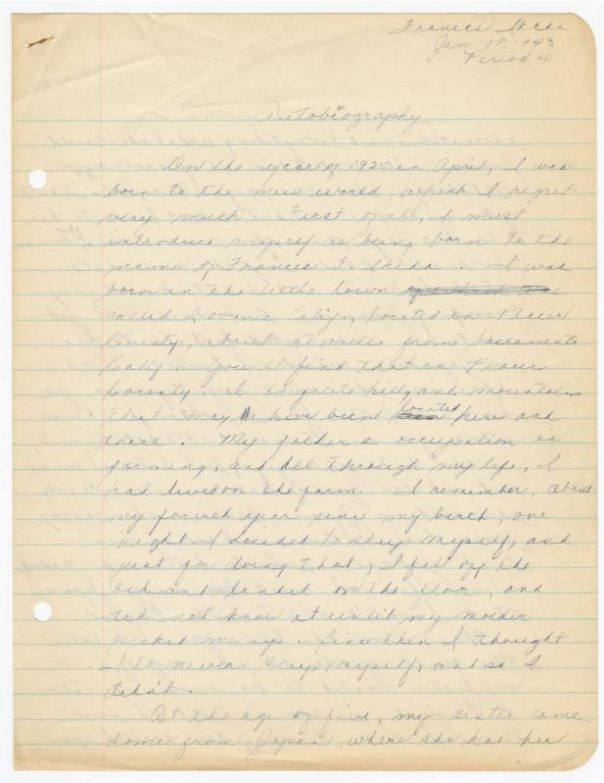 Frances Ikeda
Jan 18, 1943
Period 4
Autobiography
On the year of 1925 in April, I was
born to the new world, which I regret
very much. First of all, I must
introduce myself as being born to the
name of Frances F. Ikeda. I was
born in the little town
called Loomis Calif, located in Placer
County, about miles from Sacramento
Calif. You'll find that in Placer
County. It is quite hilly and mountains
that may have been located here and
there. My father's occupation is
farming, and all through my life, I
had lived on the farm. I remember, about
my fourth year since my birth, one
night I decided to sleep myself, and
just for doing that, I fell off the
bed and landed on the floor, and
did not know it until my mother
picked me up. Since then I thought
I'll never sleep myself, and so I
didn't.
At the age of five, my sister came
home from Japan, where she had her